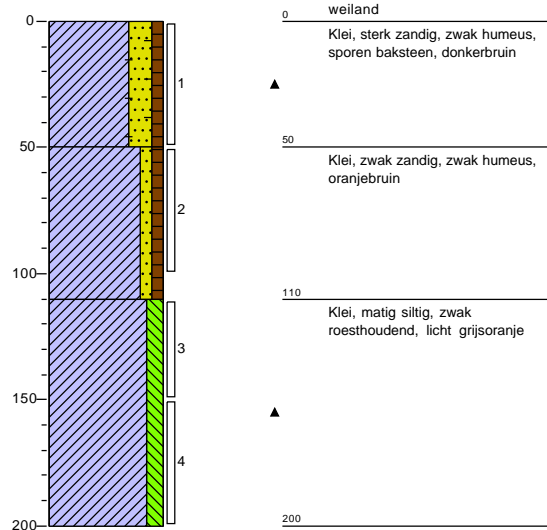 0
50
100
150
200
1
2
3
4
weiland
0
Klei, sterk zandig, zwak humeus,
sporen baksteen, donkerbruin
50
Klei, zwak zandig, zwak humeus,
oranjebruin
110
Klei, matig siltig, zwak
roesthoudend, licht grijsoranje
200